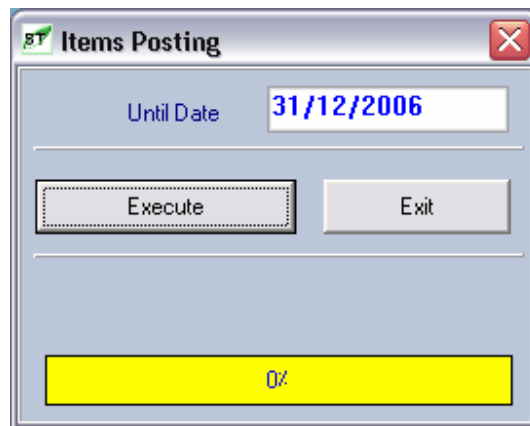 ST Items Posting
Until Date 31/12/2006
Execute Exit
0%